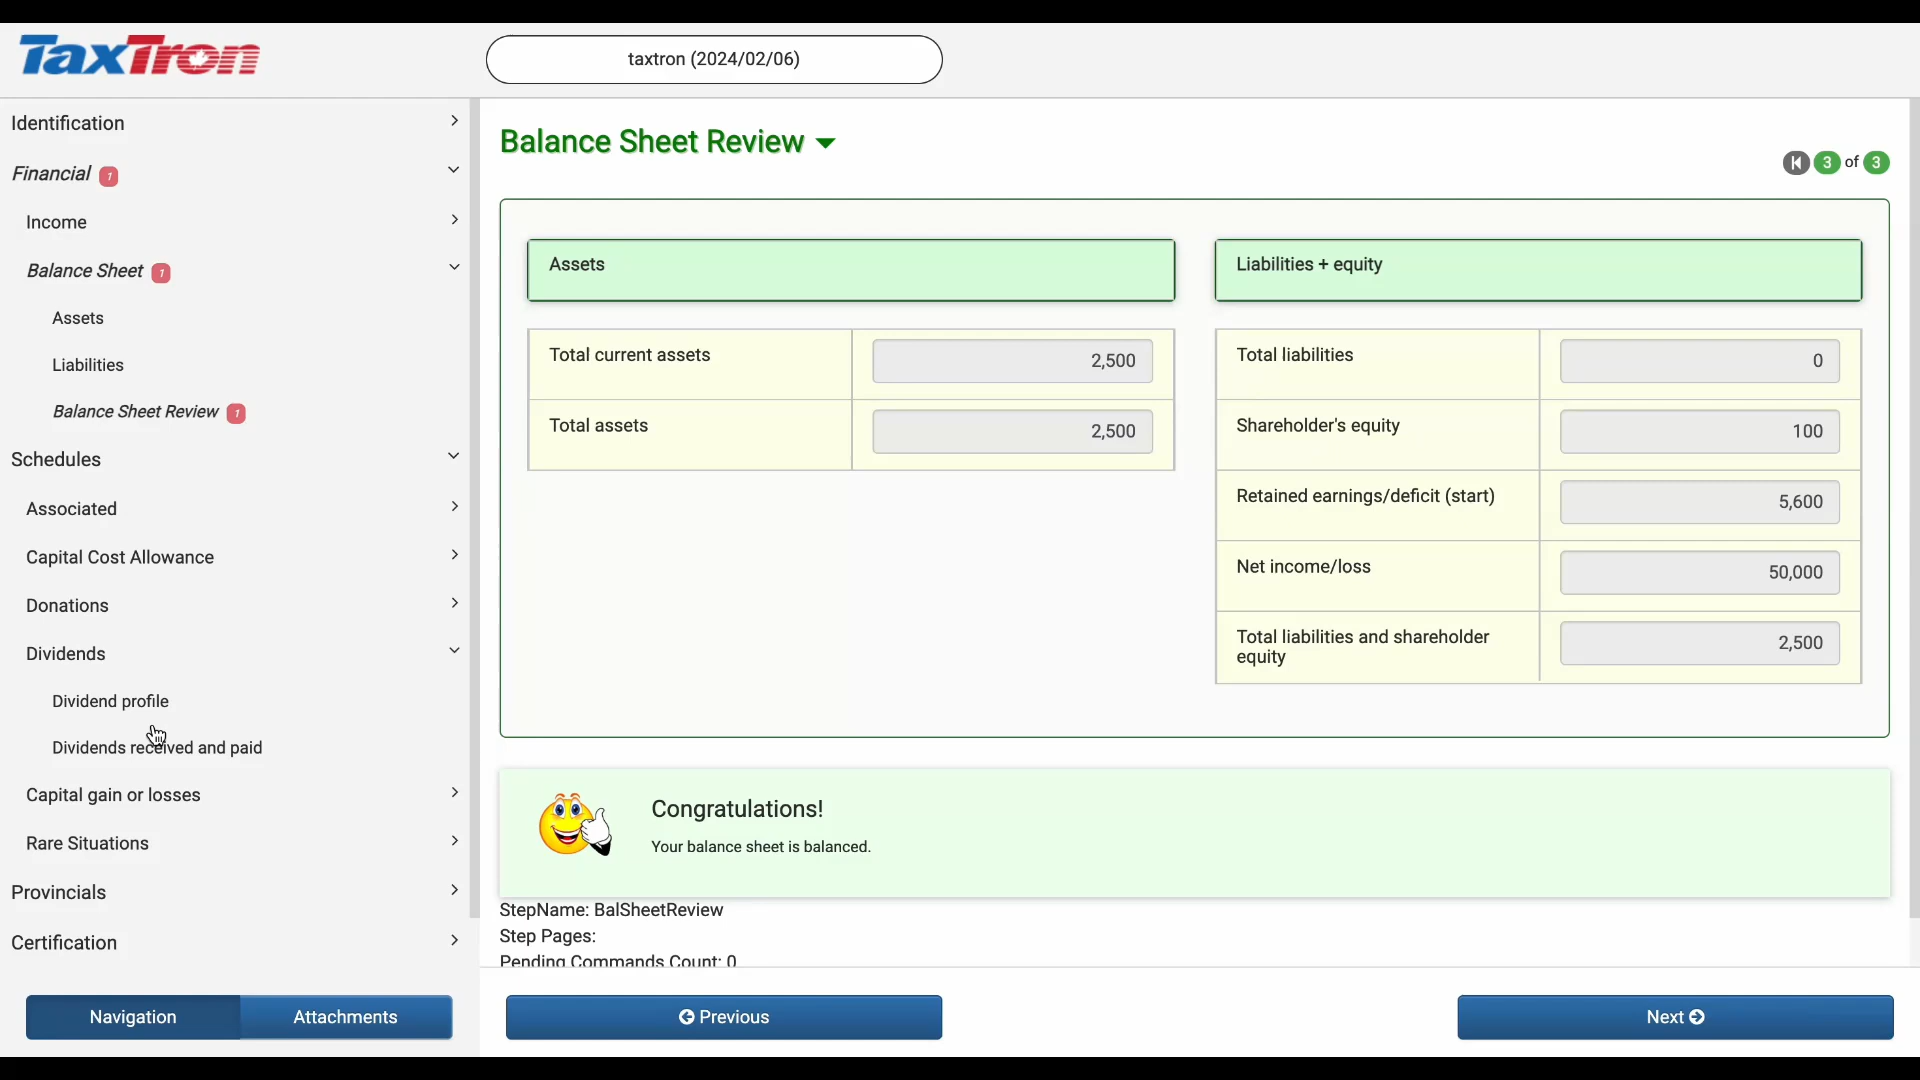 TaxTron
taxtron (2024/02/06)
Identification
Financial 1
Income
Balance Sheet 1
Assets
Liabilities
Balance Sheet Review 1
Schedules
Associated
Capital Cost Allowance
Donations
Dividends
Dividend profile
Dividends received and paid
Capital gain or losses
Rare Situations
Provincials
Certification
Navigation
Attachments
Balance Sheet Review
3 of 3
Assets
Total current assets 2,500
Total assets 2,500
Liabilities + equity
Total liabilities 0
Shareholder's equity 100
Retained earnings/deficit (start) 5,600
Net income/loss 50,000
Total liabilities and shareholder
equity 2,500
Congratulations!
Your balance sheet is balanced.
StepName: BalSheetReview
Step Pages:
Pending Commands Count: 0
Previous
Next